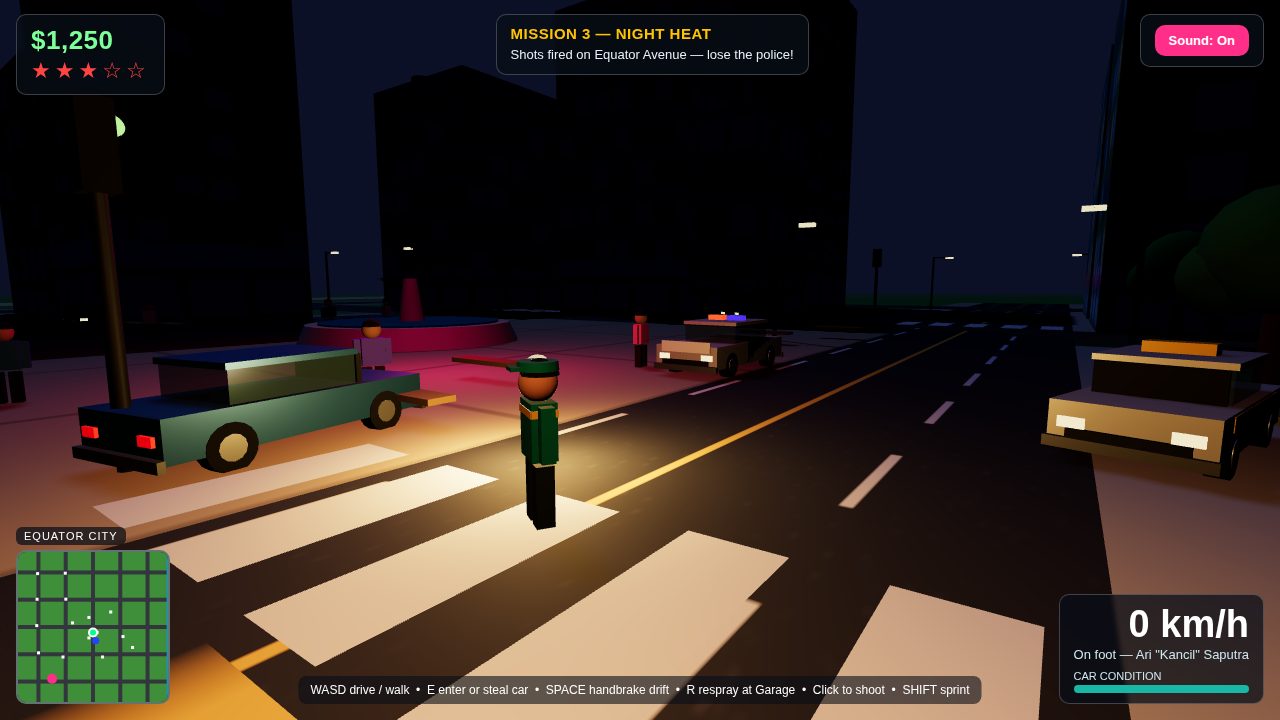 $1,250
★★★☆☆
MISSION 3 — NIGHT HEAT
Shots fired on Equator Avenue — lose the police!
Sound: On
EQUATOR CITY
0 km/h
On foot — Ari "Kancil" Saputra
CAR CONDITION
WASD drive / walk • E enter or steal car • SPACE handbrake drift • R respray at Garage • Click to shoot • SHIFT sprint